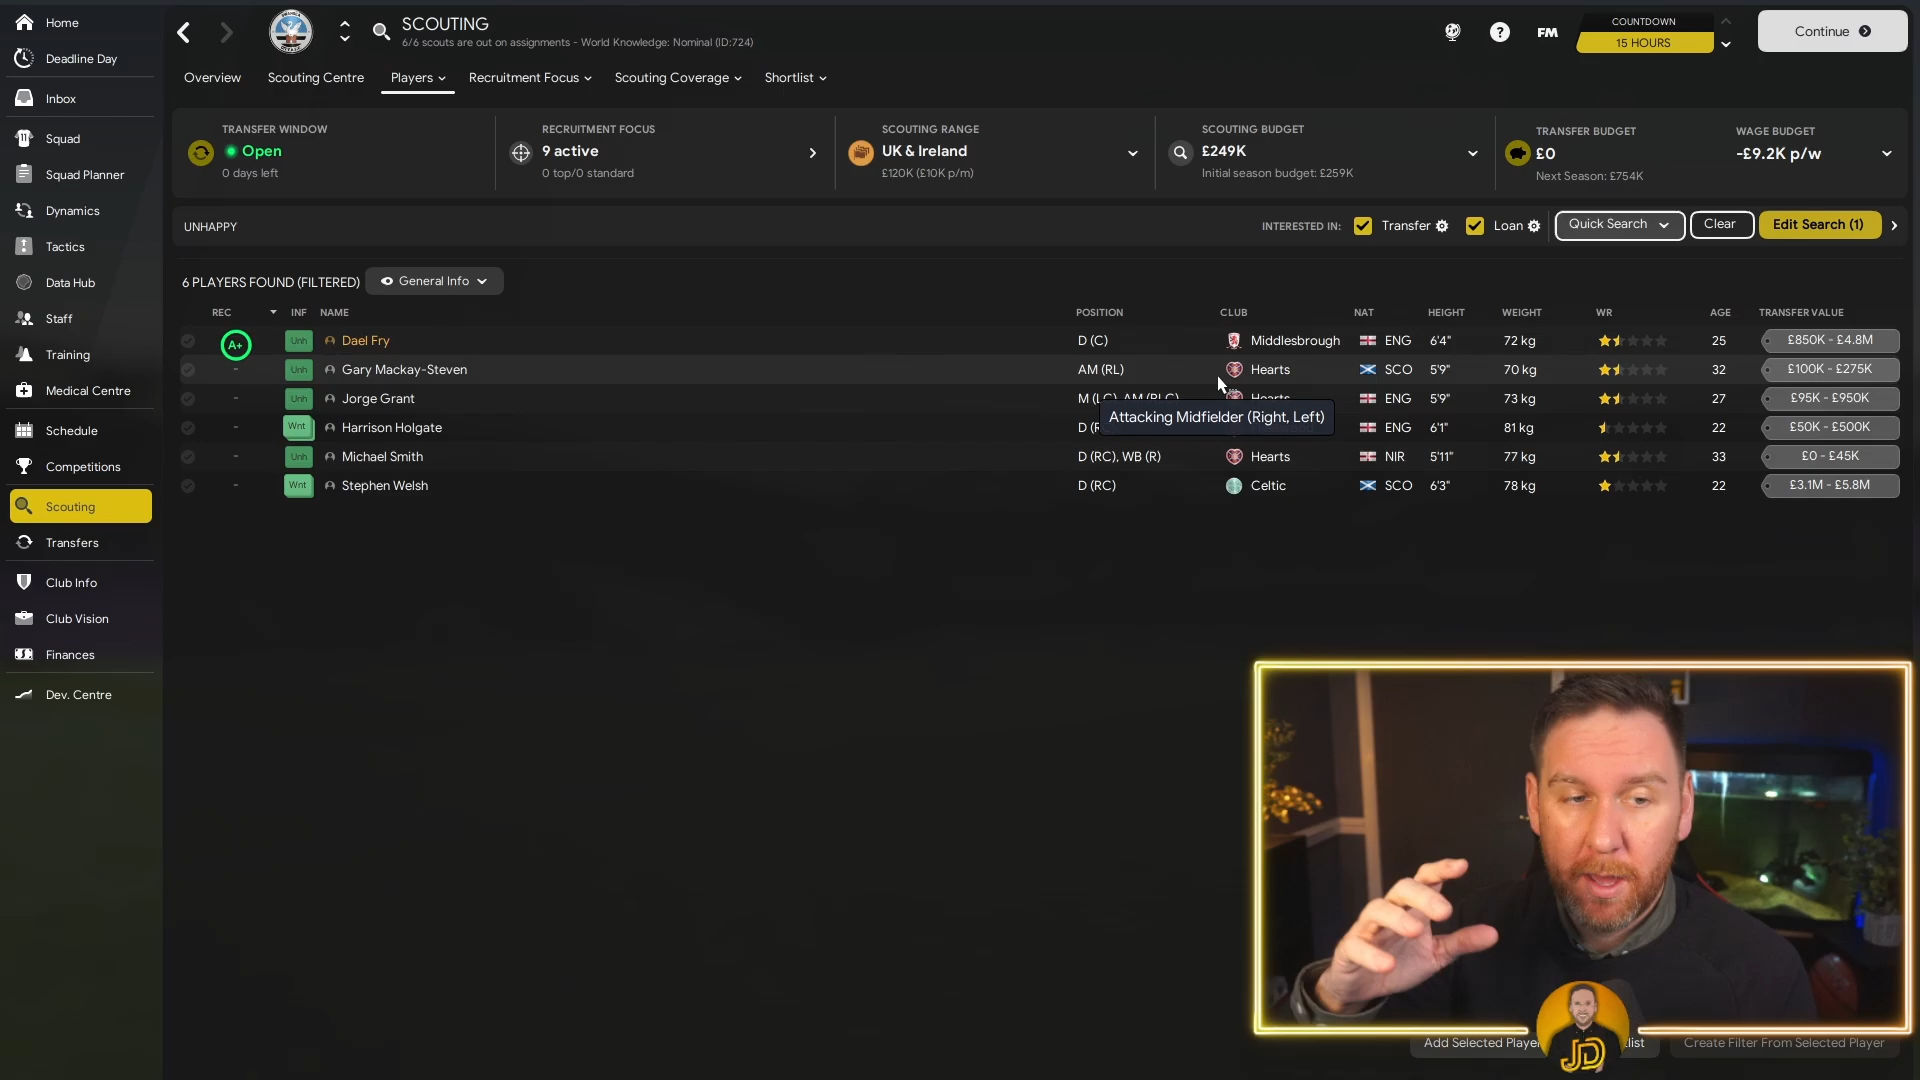 Home
Deadline Day
Inbox
Squad
Squad Planner
Dynamics
Tactics
Data Hub
Staff
Training
Medical Centre
Schedule
Competitions
Scouting
Transfers
Club Info
Club Vision
Finances
Dev. Centre
SCOUTING
6/6 scouts are out on assignments - World Knowledge: Nominal (ID:724)
FM
COUNTDOWN
15 HOURS
Continue
Overview Scouting Centre Players Recruitment Focus Scouting Coverage Shortlist
TRANSFER WINDOW
Open
0 days left
RECRUITMENT FOCUS
9 active
0 top/0 standard
SCOUTING RANGE
UK & Ireland
£120K (£10K p/m)
SCOUTING BUDGET
£249K
Initial season budget: £259K
TRANSFER BUDGET
£0
Next Season: £754K
WAGE BUDGET
-£9.2K p/w
UNHAPPY
INTERESTED IN: Transfer Loan Quick Search Clear Edit Search (1)
6 PLAYERS FOUND (FILTERED) General Info
REC INF NAME POSITION CLUB NAT HEIGHT WEIGHT WR AGE TRANSFER VALUE
A+ Unh Dael Fry D (C) Middlesbrough ENG 6'4" 72 kg 25 £850K - £4.8M
- Unh Gary Mackay-Steven AM (RL) Hearts SCO 5'9" 70 kg 32 £100K - £275K
- Unh Jorge Grant M (LC), AM (RLC) Hearts ENG 5'9" 73 kg 27 £95K - £950K
Attacking Midfielder (Right, Left)
- Wnt Harrison Holgate ENG 6'1" 81 kg 22 £50K - £500K
- Unh Michael Smith D (RC), WB (R) Hearts NIR 5'11" 77 kg 33 £0 - £45K
- Wnt Stephen Welsh D (RC) Celtic SCO 6'3" 78 kg 22 £3.1M - £5.8M
JD
Add Selected Player
Create Filter From Selected Player